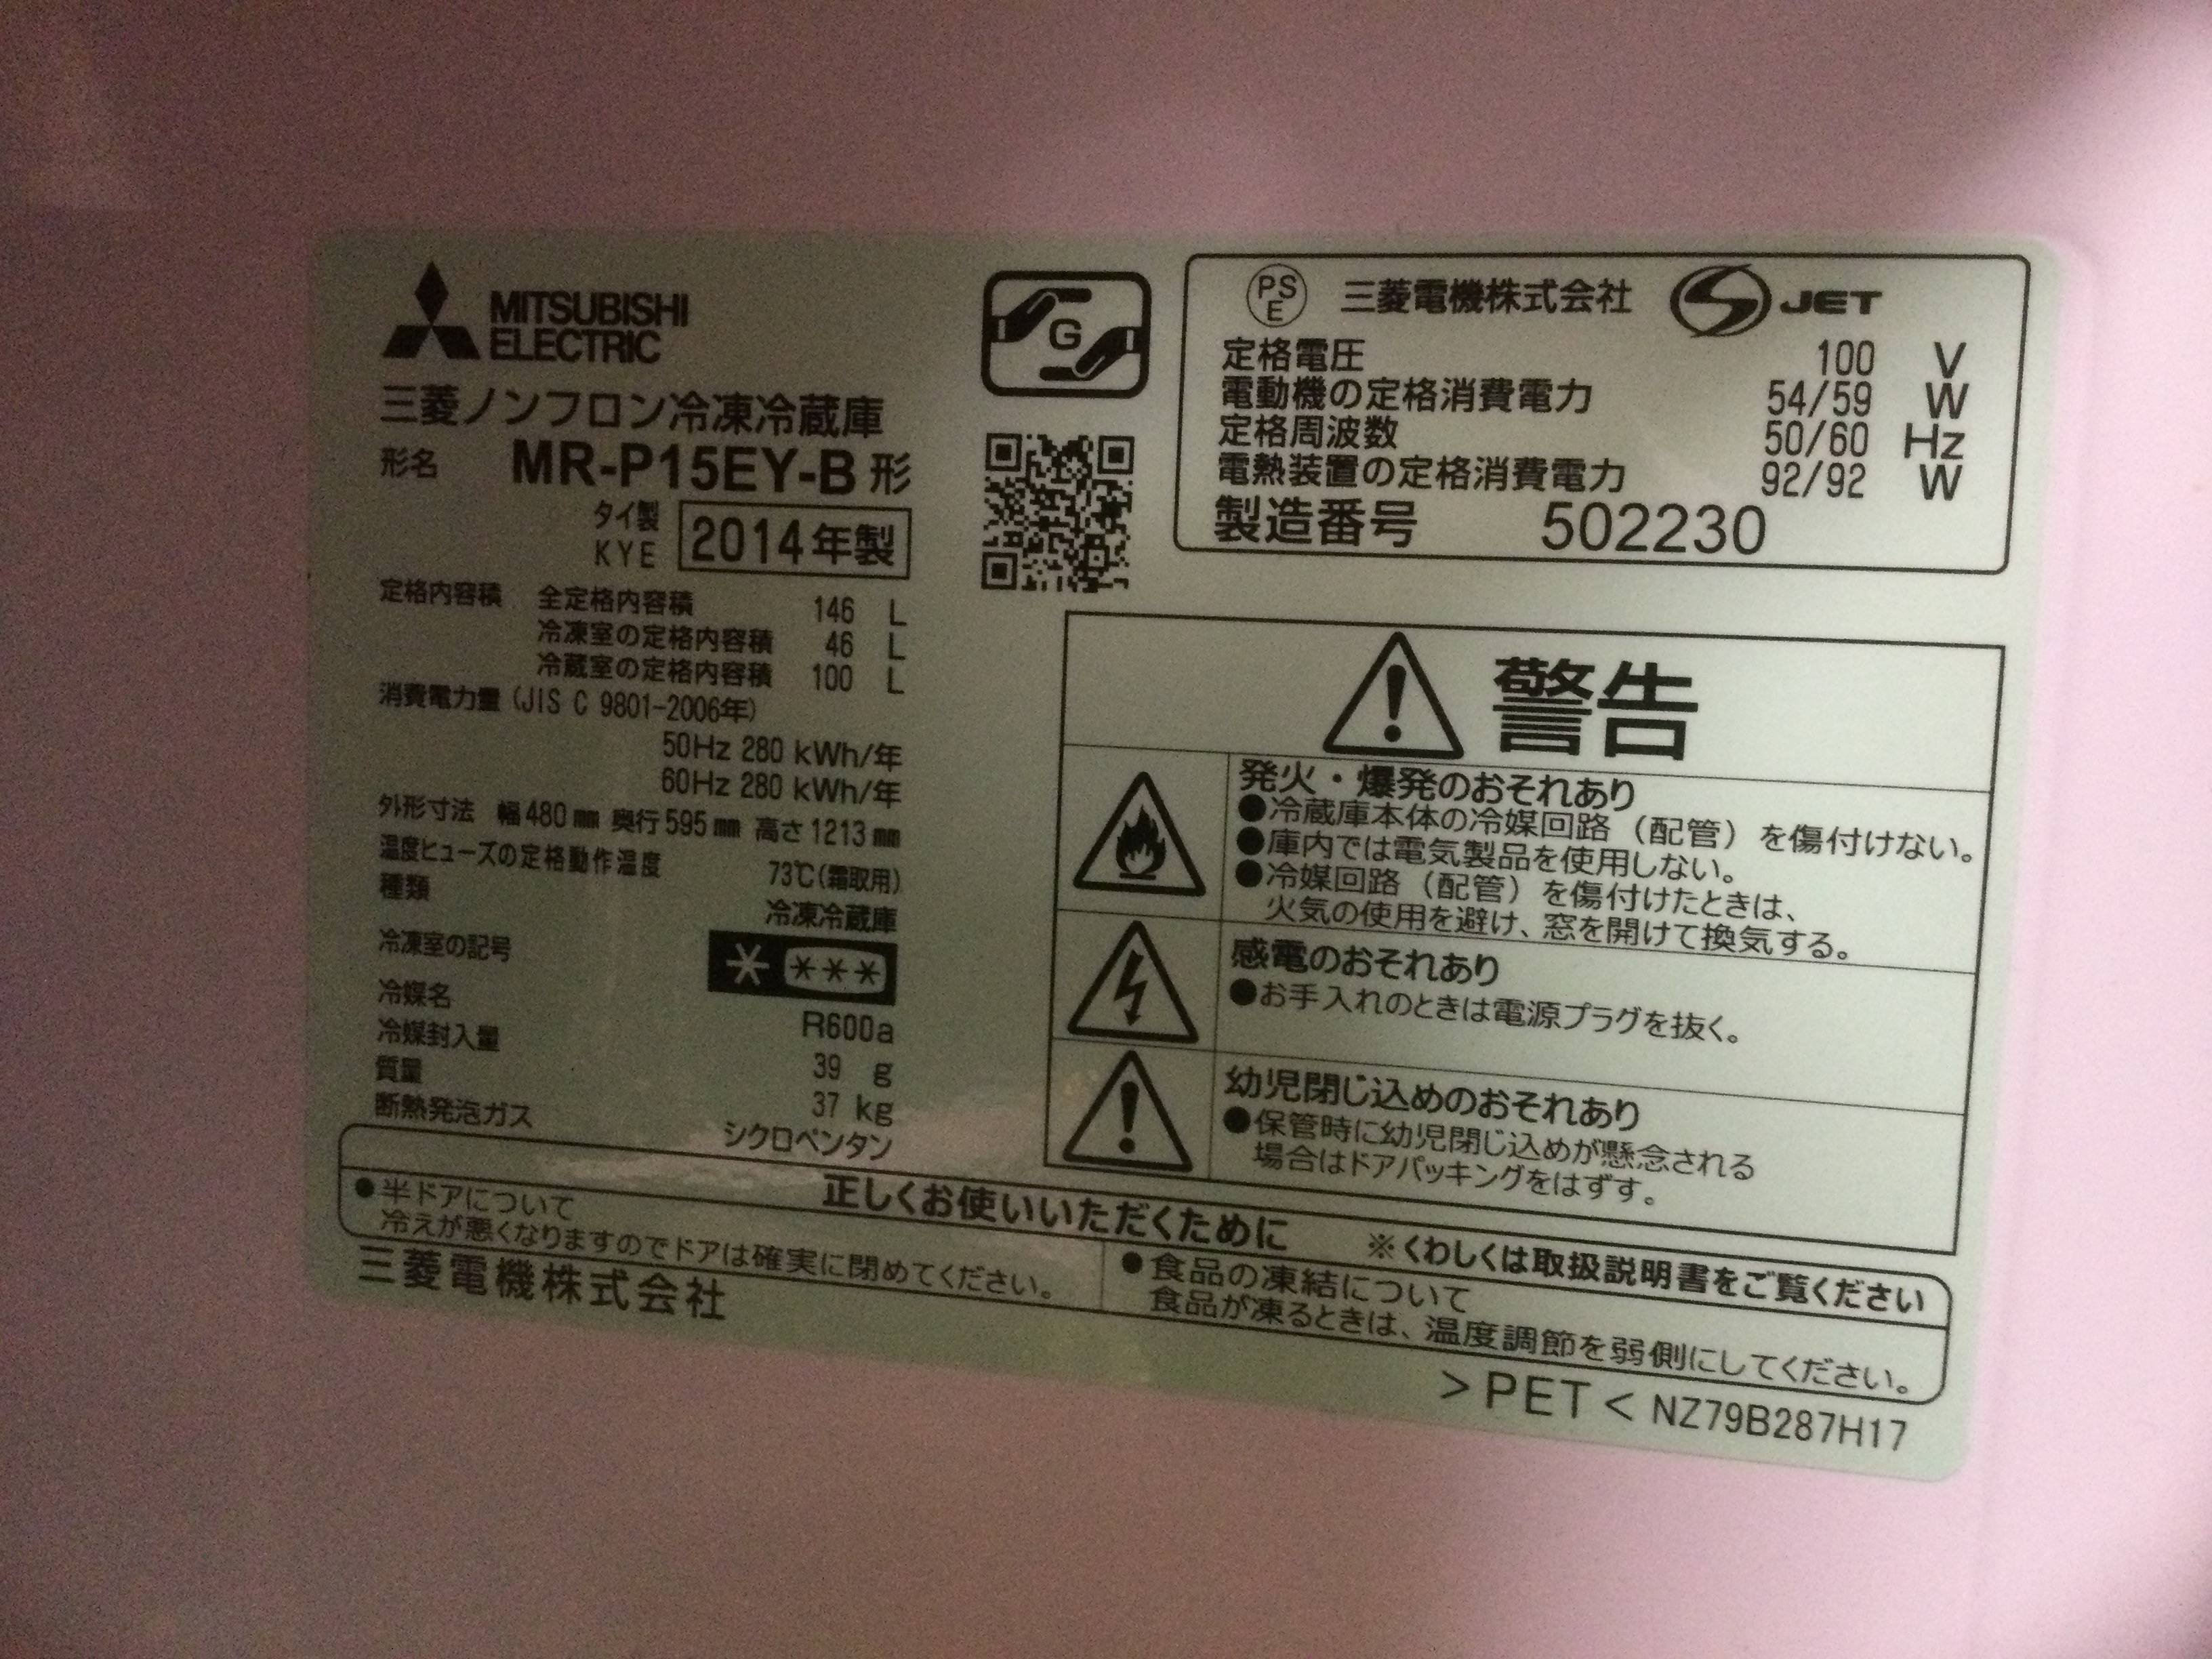 MITSUBISHI
ELECTRIC
三菱ノンフロン冷凍冷蔵庫
形名 MR-P15EY-B形
タイ製
KYE
2014年製
定格内容積 全定格内容積 146 L
冷凍室の定格内容積 46 L
冷蔵室の定格内容積 100 L
消費電力量(JIS C 9801-2006年)
50Hz 280 kWh/年
60Hz 280 kWh/年
外形寸法 幅480㎜ 奥行595㎜ 高さ1213㎜
温度ヒューズの定格動作温度 73℃(霜取用)
種類 冷凍冷蔵庫
冷凍室の記号 * ***
冷媒名 R600a
冷媒封入量 39 g
質量 37 kg
断熱発泡ガス シクロペンタン
G
PS
E
三菱電機株式会社
S JET
定格電圧 100 V
電動機の定格消費電力 54/59 W
定格周波数 50/60 Hz
電熱装置の定格消費電力 92/92 W
製造番号 502230
警告
発火・爆発のおそれあり
●冷蔵庫本体の冷媒回路(配管)を傷付けない。
●庫内では電気製品を使用しない。
●冷媒回路(配管)を傷付けたときは、
火気の使用を避け、窓を開けて換気する。
感電のおそれあり
●お手入れのときは電源プラグを抜く。
幼児閉じ込めのおそれあり
●保管時に幼児閉じ込めが懸念される
場合はドアパッキングをはずす。
正しくお使いいただくために ※くわしくは取扱説明書をご覧ください
●半ドアについて
冷えが悪くなりますのでドアは確実に閉めてください。
●食品の凍結について
食品が凍るときは、温度調節を弱側にしてください。
三菱電機株式会社
>PET< NZ79B287H17